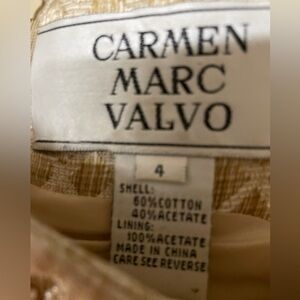 CARMEN
MARC
VALVO
4
SHELL:
60%COTTON
40%ACETATE
LINING:
100%ACETATE
MADE IN CHINA
CARE SEE REVERSE